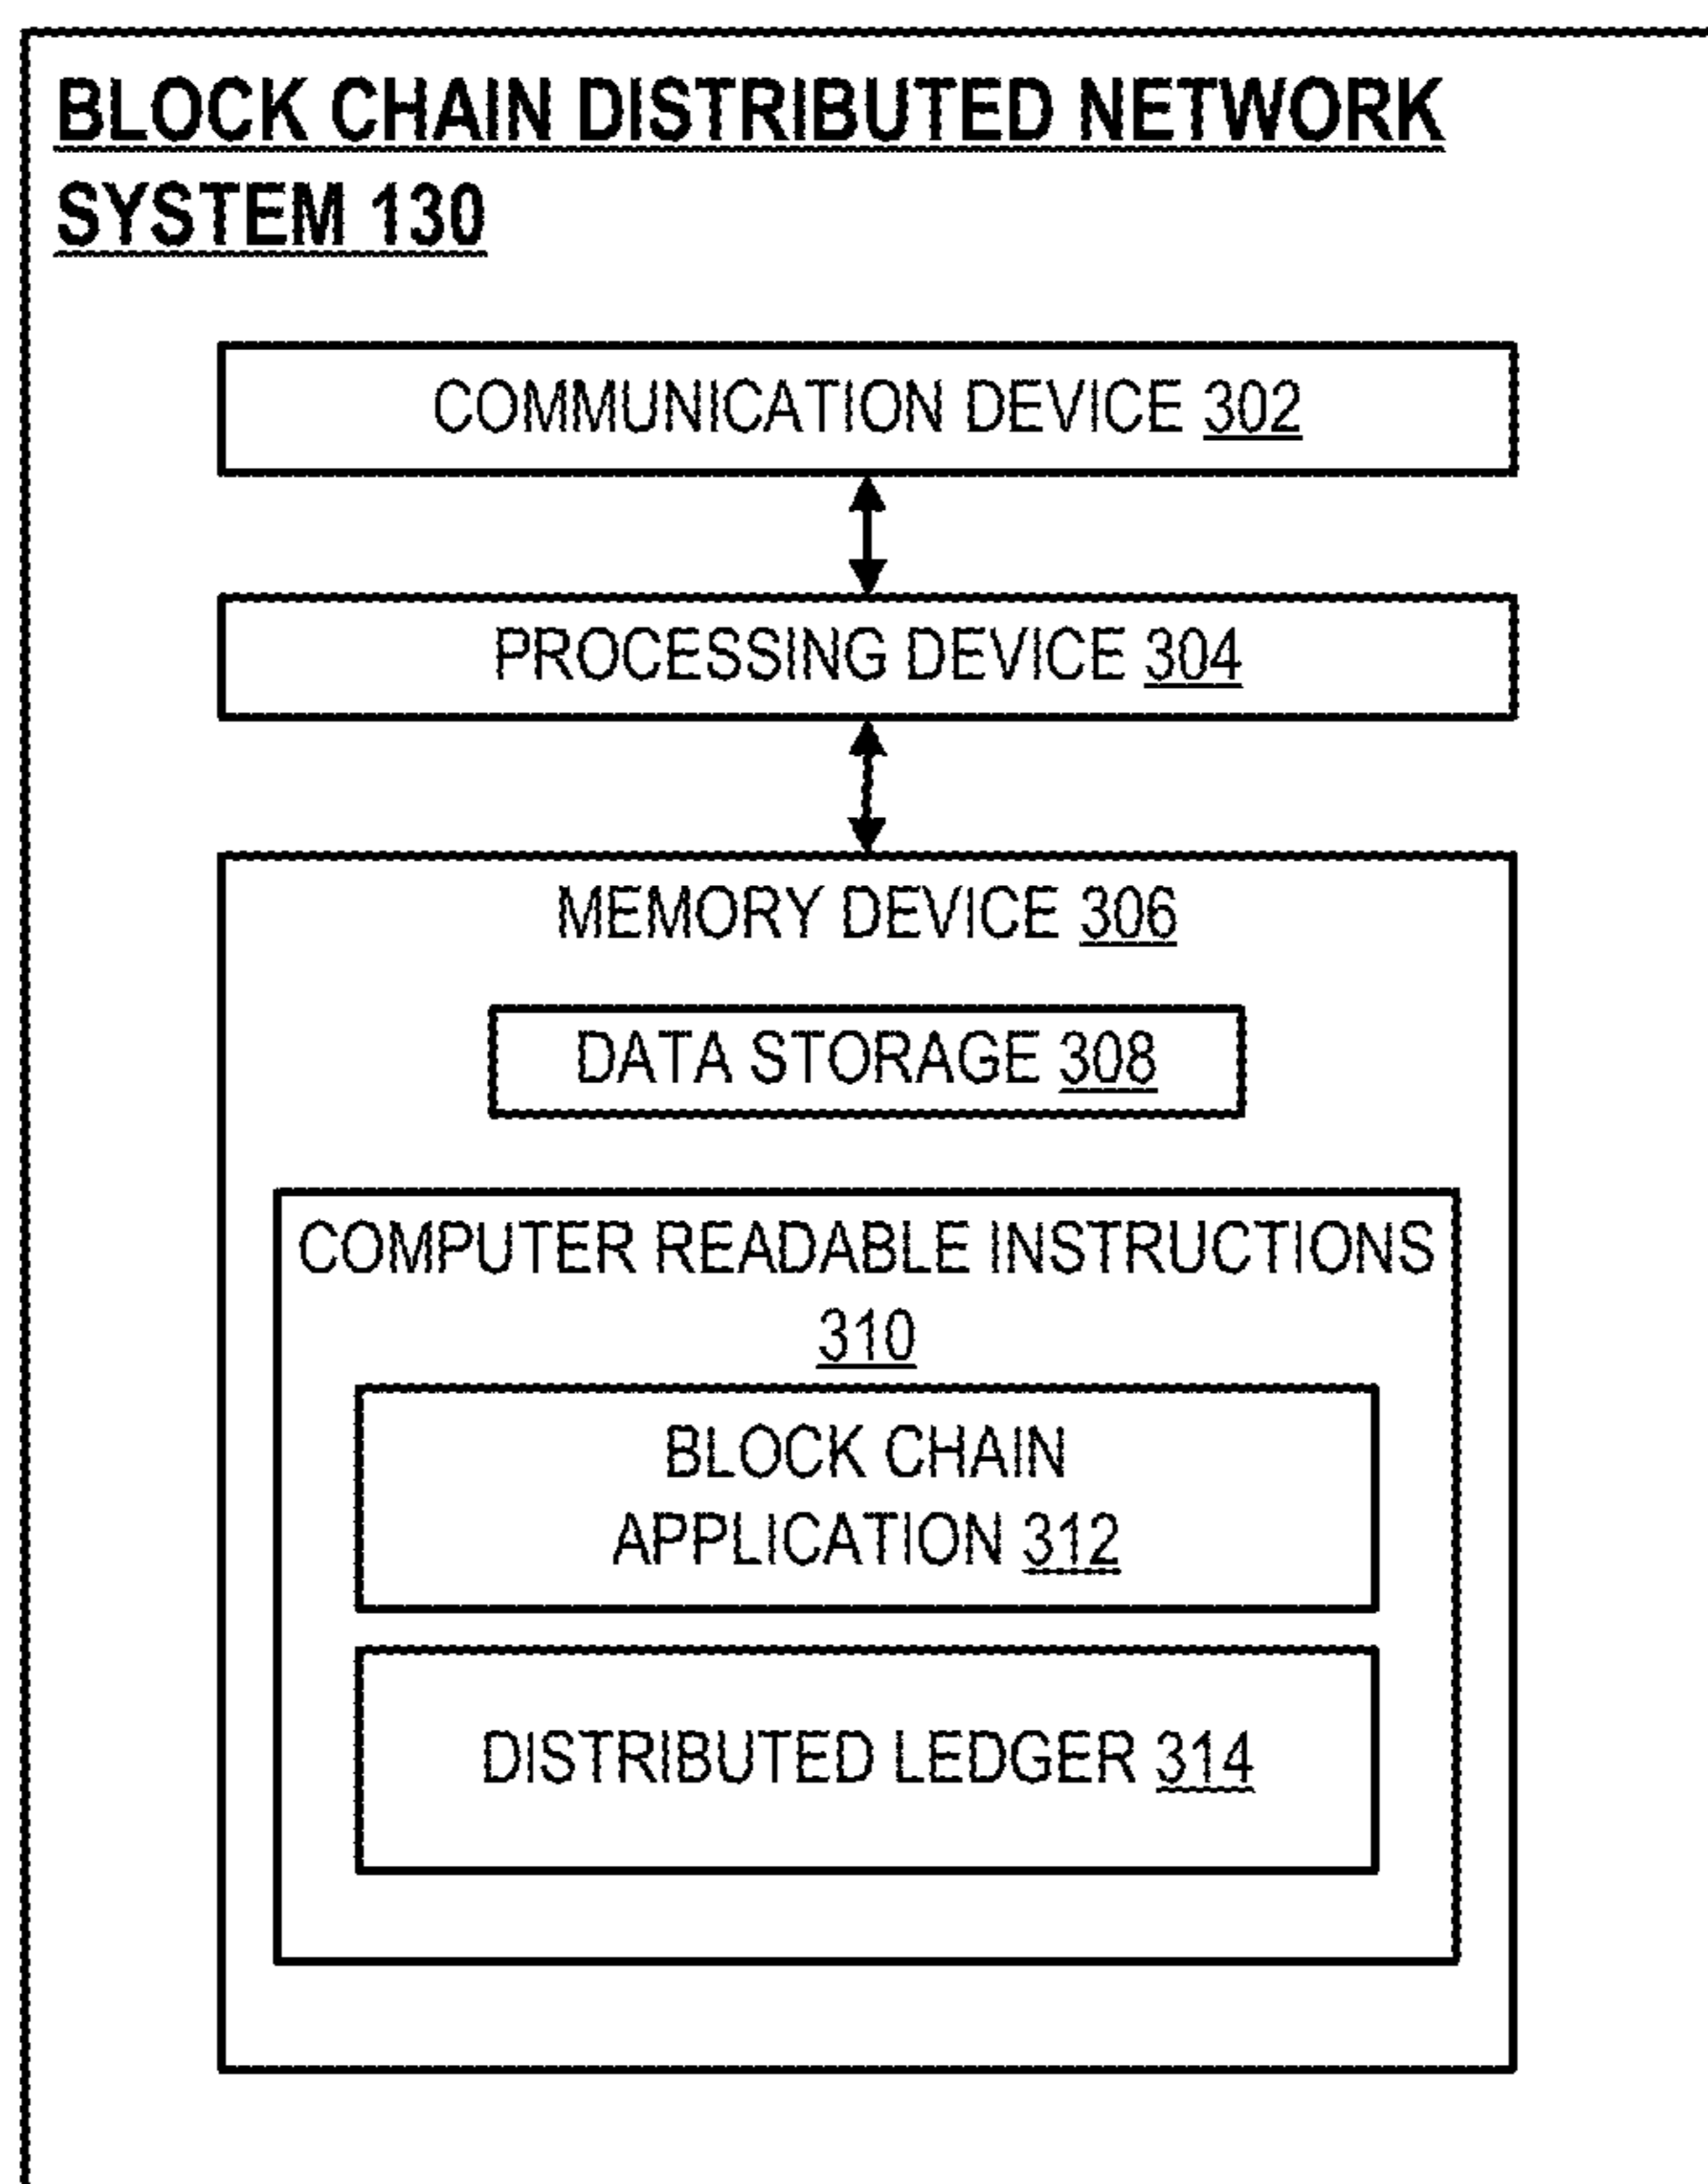 BLOCK CHAIN DISTRIBUTED NETWORK
SYSTEM 130
COMMUNICATION DEVICE 302
PROCESSING DEVICE 304
MEMORY DEVICE 306
DATA STORAGE 308
COMPUTER READABLE INSTRUCTIONS
310
BLOCK CHAIN
APPLICATION 312
DISTRIBUTED LEDGER 314